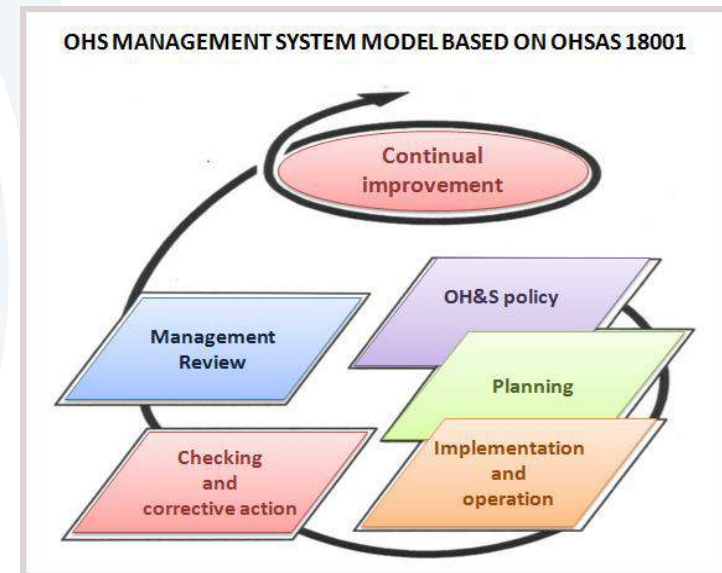 OHS MANAGEMENT SYSTEM MODEL BASED ON OHSAS 18001
Continual
improvement
OH&S policy
Management
Review
Planning
Implementation
and
operation
Checking
and
corrective action